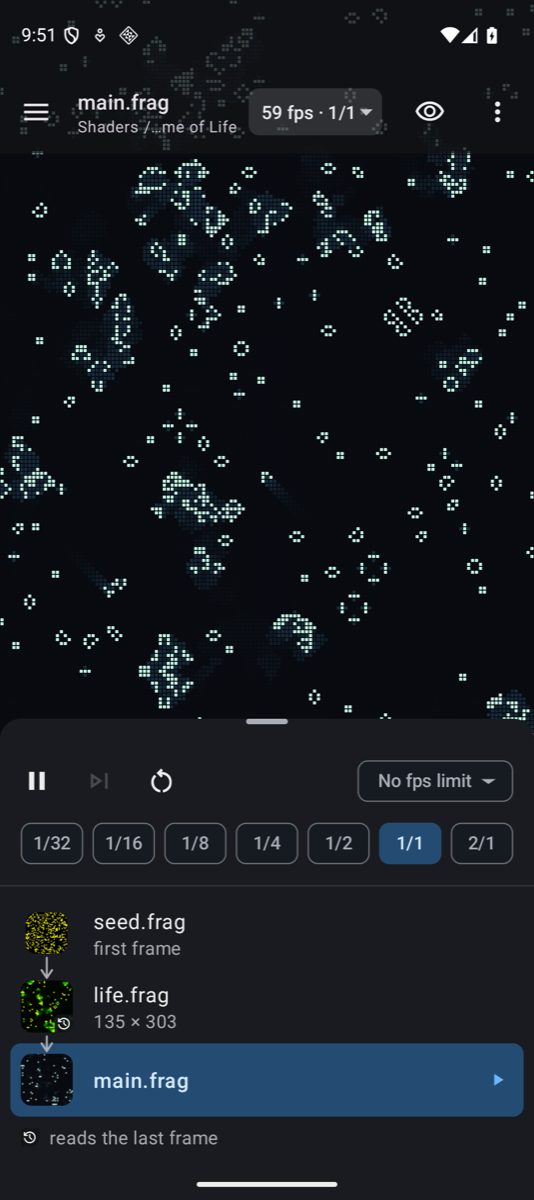 9:51
main.frag
Shaders /…me of Life
59 fps · 1/1
No fps limit
1/32
1/16
1/8
1/4
1/2
1/1
2/1
seed.frag
first frame
life.frag
135 × 303
main.frag
reads the last frame